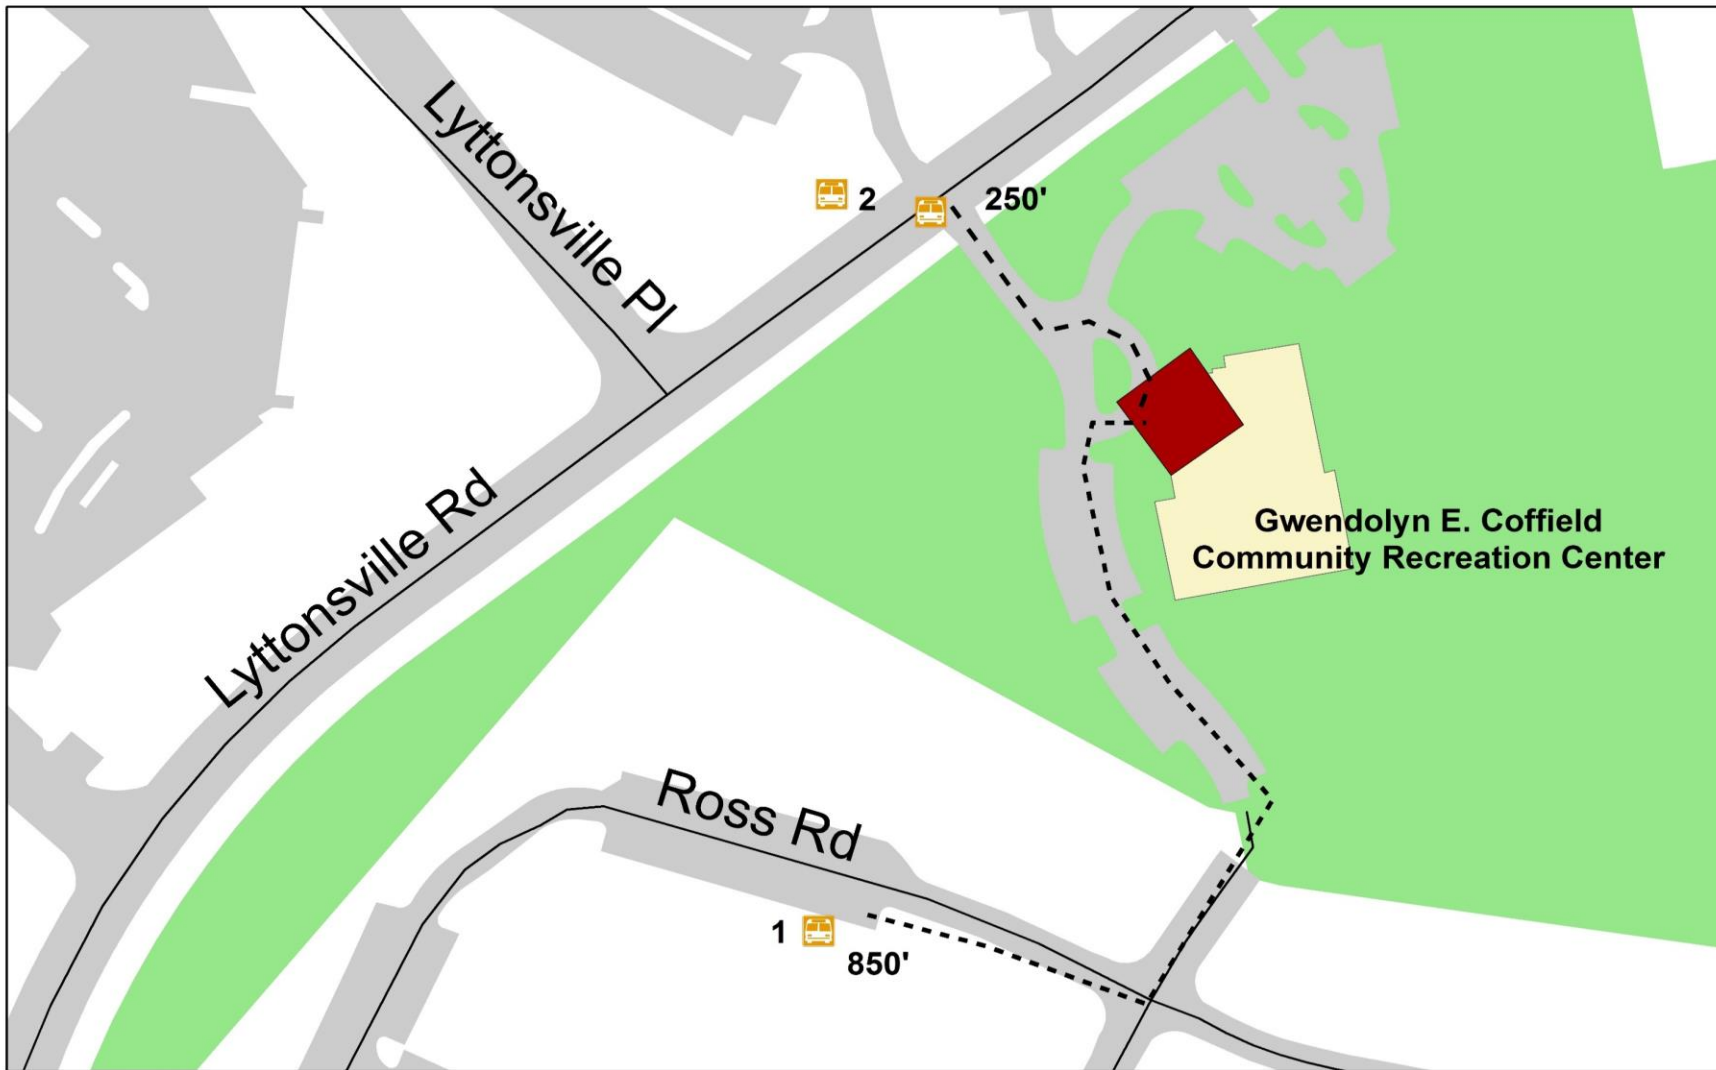 Lyttonsville Pl
2
250'
Lyttonsville Rd
Gwendolyn E. Coffield
Community Recreation Center
Ross Rd
1
850'